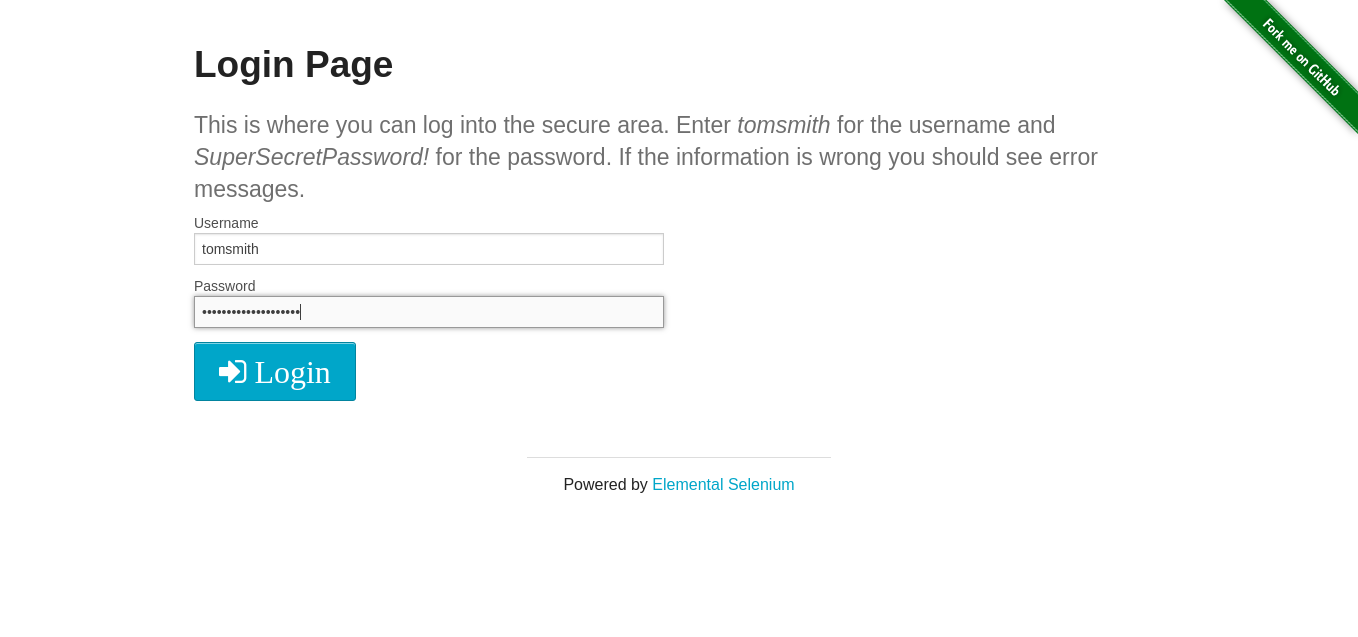 Fork me on GitHub
Login Page
This is where you can log into the secure area. Enter tomsmith for the username and
SuperSecretPassword! for the password. If the information is wrong you should see error
messages.
Username
tomsmith
Password
••••••••••••••••••••
Login
Powered by Elemental Selenium